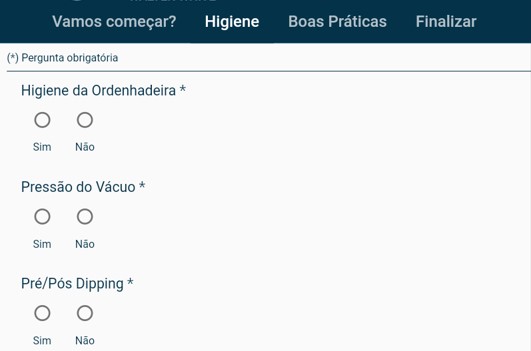 Vamos começar? Higiene Boas Práticas Finalizar
(*) Pergunta obrigatória
Higiene da Ordenhadeira *
Sim Não
Pressão do Vácuo *
Sim Não
Pré/Pós Dipping *
Sim Não